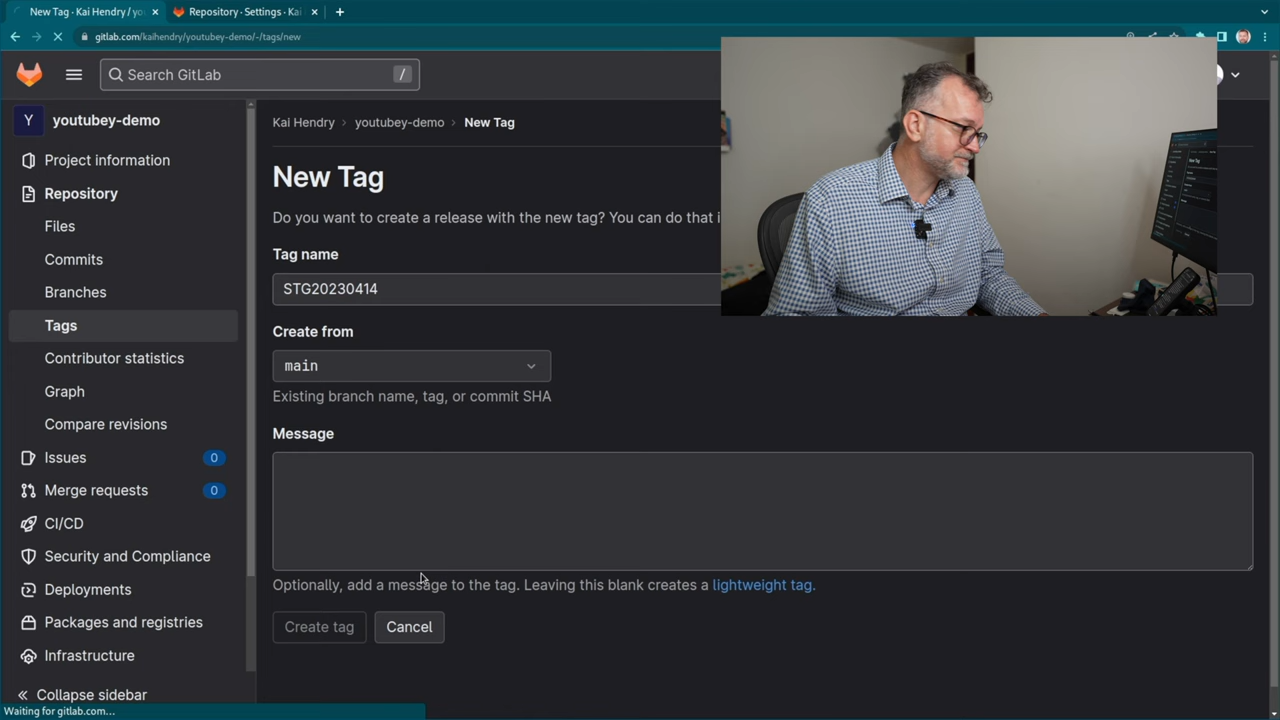 New Tag · Kai Hendry / yo
Repository · Settings · Kai
gitlab.com/kaihendry/youtubey-demo/-/tags/new
Search GitLab /
Y youtubey-demo
Project information
Repository
Files
Commits
Branches
Tags
Contributor statistics
Graph
Compare revisions
Issues 0
Merge requests 0
CI/CD
Security and Compliance
Deployments
Packages and registries
Infrastructure
Collapse sidebar
Kai Hendry › youtubey-demo › New Tag
New Tag
Do you want to create a release with the new tag? You can do that i
Tag name
STG20230414
Create from
main
Existing branch name, tag, or commit SHA
Message
Optionally, add a message to the tag. Leaving this blank creates a lightweight tag.
Create tag Cancel
Waiting for gitlab.com...